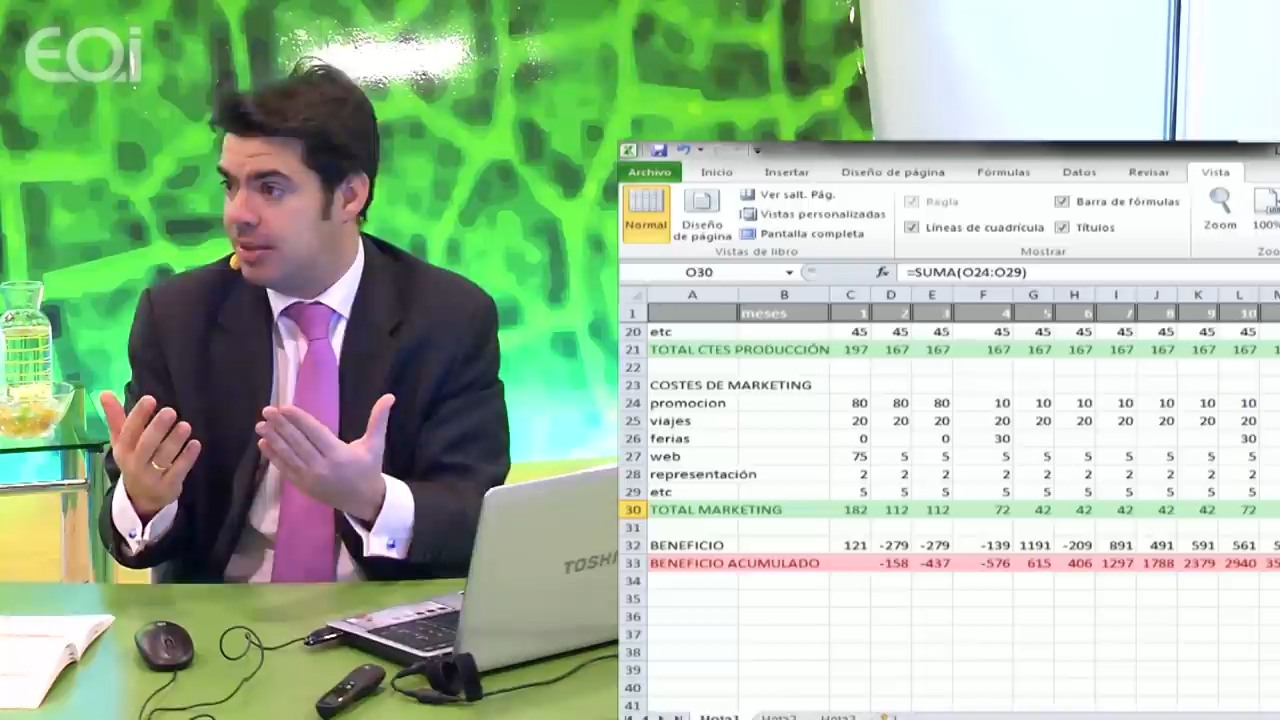 EOi
TOSH
Archivo Inicio Insertar Diseño de página Fórmulas Datos Revisar Vista
Normal
Diseño de página
Ver salt. Pág.
Vistas personalizadas
Pantalla completa
Vistas de libro
Regla
Barra de fórmulas
Líneas de cuadrícula
Títulos
Mostrar
Zoom
100%
O30 fx =SUMA(O24:O29)
A B C D E F G H I J K L
1 meses 1 2 3 4 5 6 7 8 9 10
20 etc 45 45 45 45 45 45 45 45 45 45
21 TOTAL CTES PRODUCCIÓN 197 167 167 167 167 167 167 167 167 167
22
23 COSTES DE MARKETING
24 promocion 80 80 80 10 10 10 10 10 10 10
25 viajes 20 20 20 20 20 20 20 20 20 20
26 ferias 0 0 30 30
27 web 75 5 5 5 5 5 5 5 5 5
28 representación 2 2 2 2 2 2 2 2 2 2
29 etc 5 5 5 5 5 5 5 5 5 5
30 TOTAL MARKETING 182 112 112 72 42 42 42 42 42 72
31
32 BENEFICIO 121 -279 -279 -139 1191 -209 891 491 591 561
33 BENEFICIO ACUMULADO -158 -437 -576 615 406 1297 1788 2379 2940 35
34
35
36
37
38
39
40
41
Hoja1 Hoja2 Hoja3